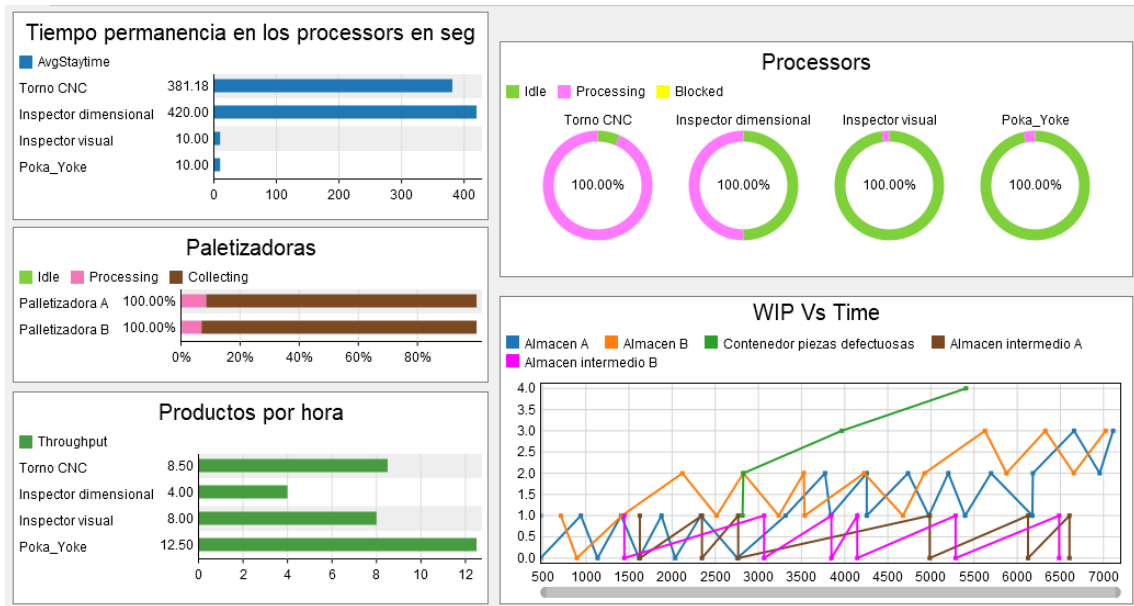 Tiempo permanencia en los processors en seg
AvgStaytime
Torno CNC 381.18
Inspector dimensional 420.00
Inspector visual 10.00
Poka_Yoke 10.00
0 100 200 300 400
Paletizadoras
Idle Processing Collecting
Palletizadora A 100.00%
Palletizadora B 100.00%
0% 20% 40% 60% 80%
Productos por hora
Throughput
Torno CNC 8.50
Inspector dimensional 4.00
Inspector visual 8.00
Poka_Yoke 12.50
0 2 4 6 8 10 12
Processors
Idle Processing Blocked
Torno CNC Inspector dimensional Inspector visual Poka_Yoke
100.00% 100.00% 100.00% 100.00%
WIP Vs Time
Almacen A Almacen B Contenedor piezas defectuosas Almacen intermedio A
Almacen intermedio B
4.0
3.0
3.0
2.0
2.0
1.5
1.0
0.5
0.0
500 1000 1500 2000 2500 3000 3500 4000 4500 5000 5500 6000 6500 7000